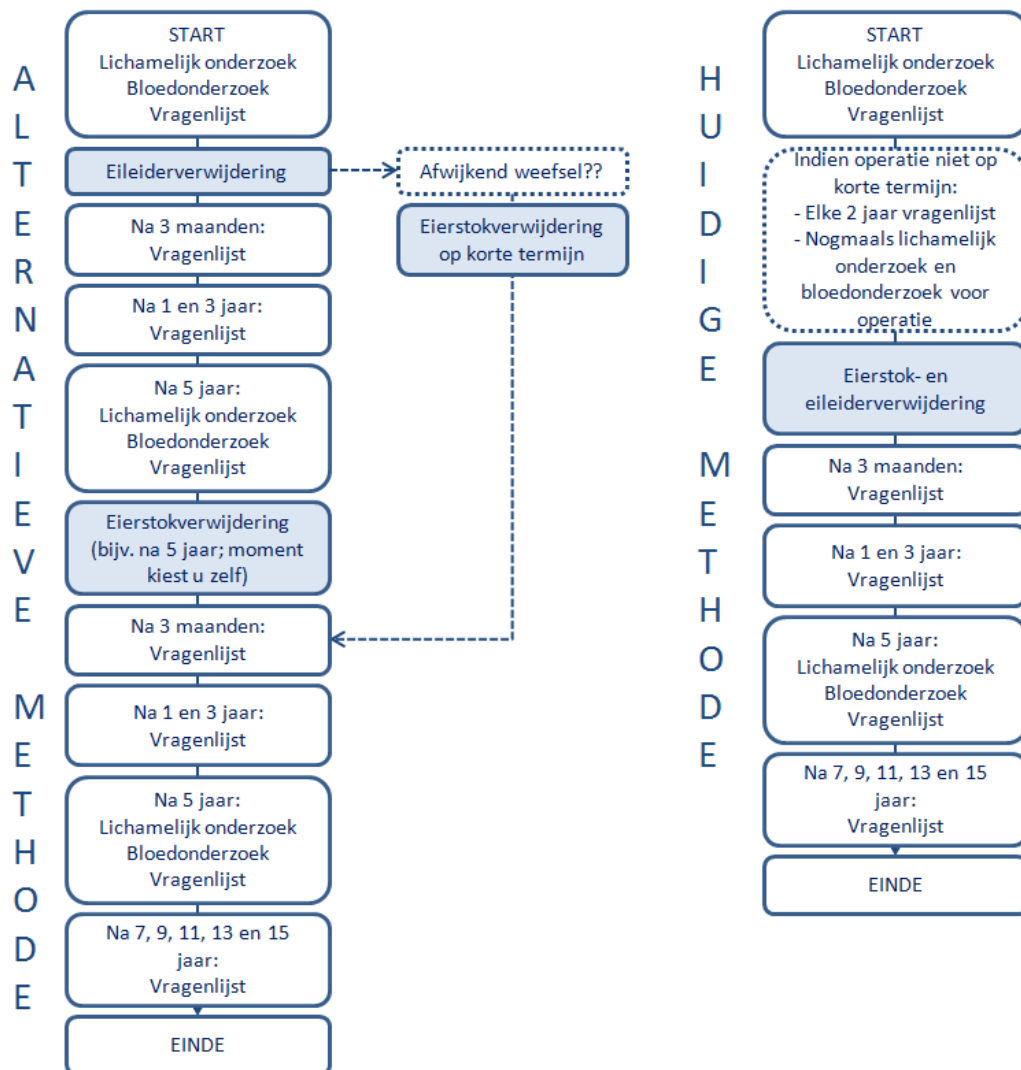 ALTERNATIEVE METHODE
START
Lichamelijk onderzoek
Bloedonderzoek
Vragenlijst
Eileiderverwijdering
Afwijkend weefsel??
Eierstokverwijdering
op korte termijn
Na 3 maanden:
Vragenlijst
Na 1 en 3 jaar:
Vragenlijst
Na 5 jaar:
Lichamelijk onderzoek
Bloedonderzoek
Vragenlijst
Eierstokverwijdering
(bijv. na 5 jaar; moment
kiest u zelf)
Na 3 maanden:
Vragenlijst
Na 1 en 3 jaar:
Vragenlijst
Na 5 jaar:
Lichamelijk onderzoek
Bloedonderzoek
Vragenlijst
Na 7, 9, 11, 13 en 15
jaar:
Vragenlijst
EINDE
HUIDIGE METHODE
START
Lichamelijk onderzoek
Bloedonderzoek
Vragenlijst
Indien operatie niet op
korte termijn:
- Elke 2 jaar vragenlijst
- Nogmaals lichamelijk
onderzoek en
bloedonderzoek voor
operatie
Eierstok- en
eileiderverwijdering
Na 3 maanden:
Vragenlijst
Na 1 en 3 jaar:
Vragenlijst
Na 5 jaar:
Lichamelijk onderzoek
Bloedonderzoek
Vragenlijst
Na 7, 9, 11, 13 en 15
jaar:
Vragenlijst
EINDE